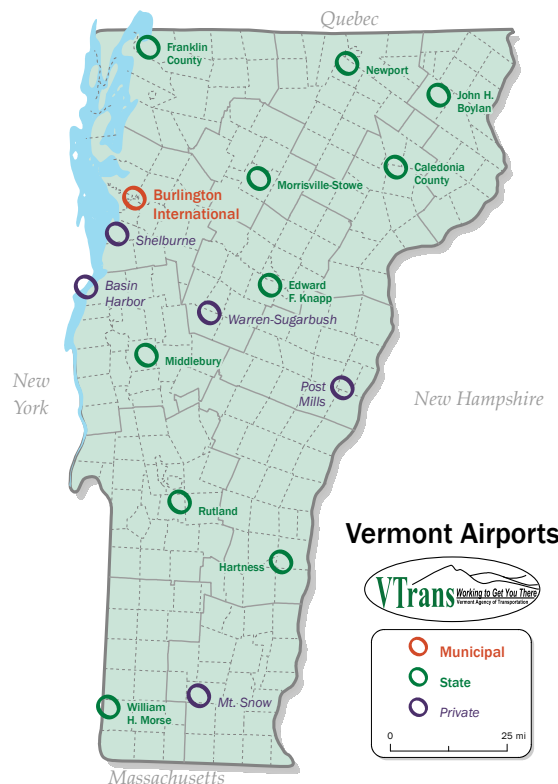 Quebec
Franklin
County
Newport
John H.
Boylan
Caledonia
County
Morrisville-Stowe
Burlington
International
Shelburne
Basin
Harbor
Edward
F. Knapp
Warren-Sugarbush
Middlebury
New
York
Post
Mills
New Hampshire
Rutland
Hartness
Vermont Airports
VTrans
Working to Get You There
Vermont Agency of Transportation
Municipal
State
Private
0
25 mi
Mt. Snow
William
H. Morse
Massachusetts